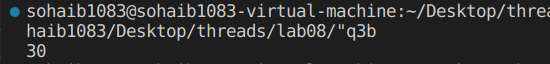 sohaib1083@sohaib1083-virtual-machine:~/Desktop/threa
haib1083/Desktop/threads/lab08/"q3b
30